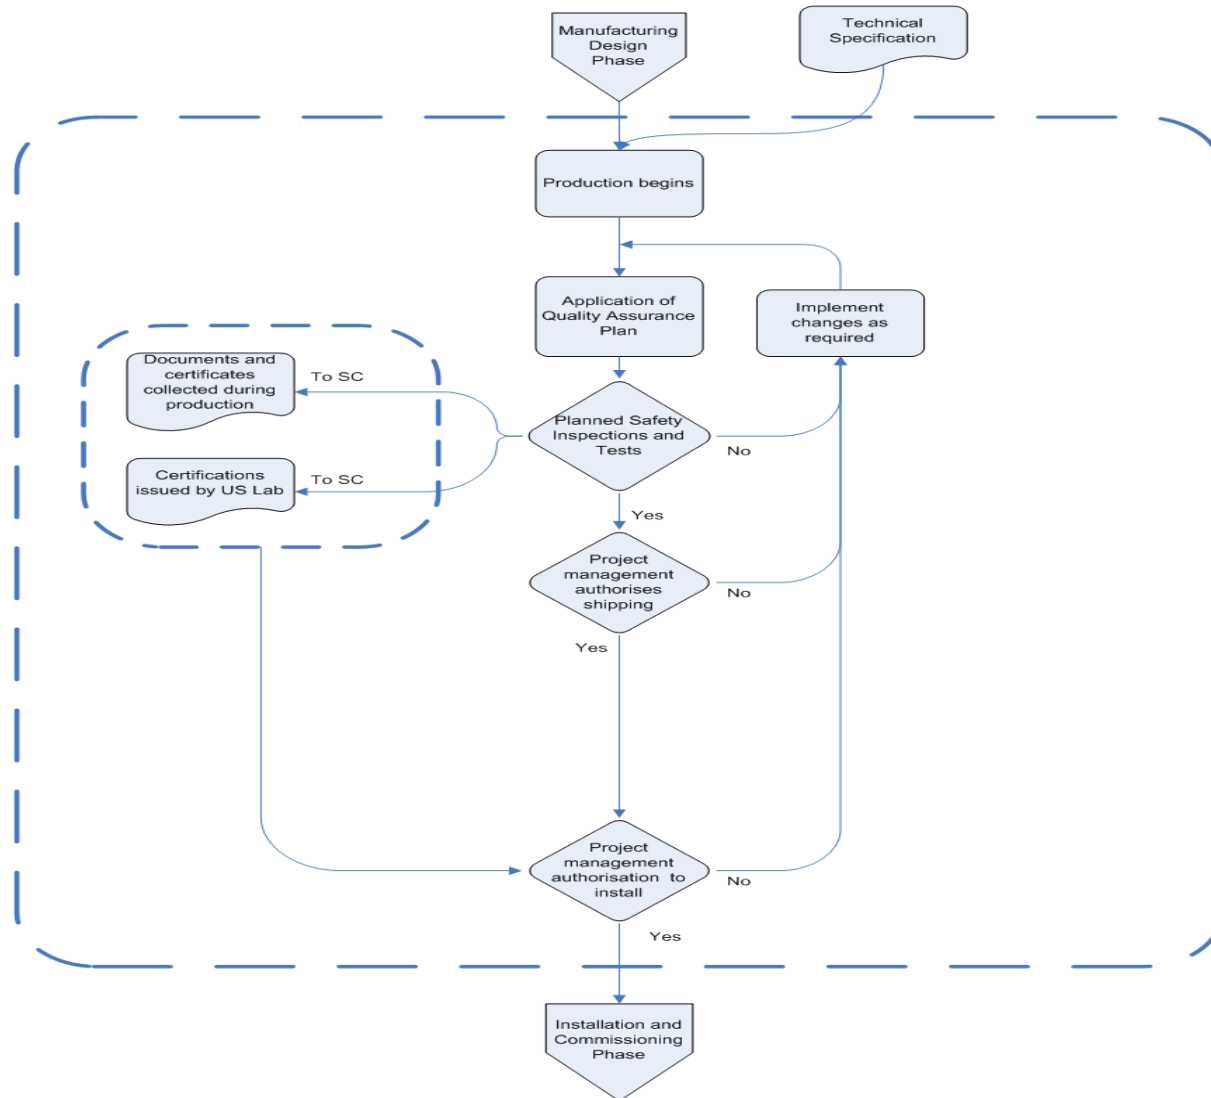 Manufacturing
Design
Phase
Technical
Specification
Production begins
Application of
Quality Assurance
Plan
Implement
changes as
required
Documents and
certificates
collected during
production
To SC
Planned Safety
Inspections and
Tests
No
Certifications
issued by US Lab
To SC
Yes
Project
management
authorises
shipping
No
Yes
Project
management
authorisation to
install
No
Yes
Installation and
Commissioning
Phase